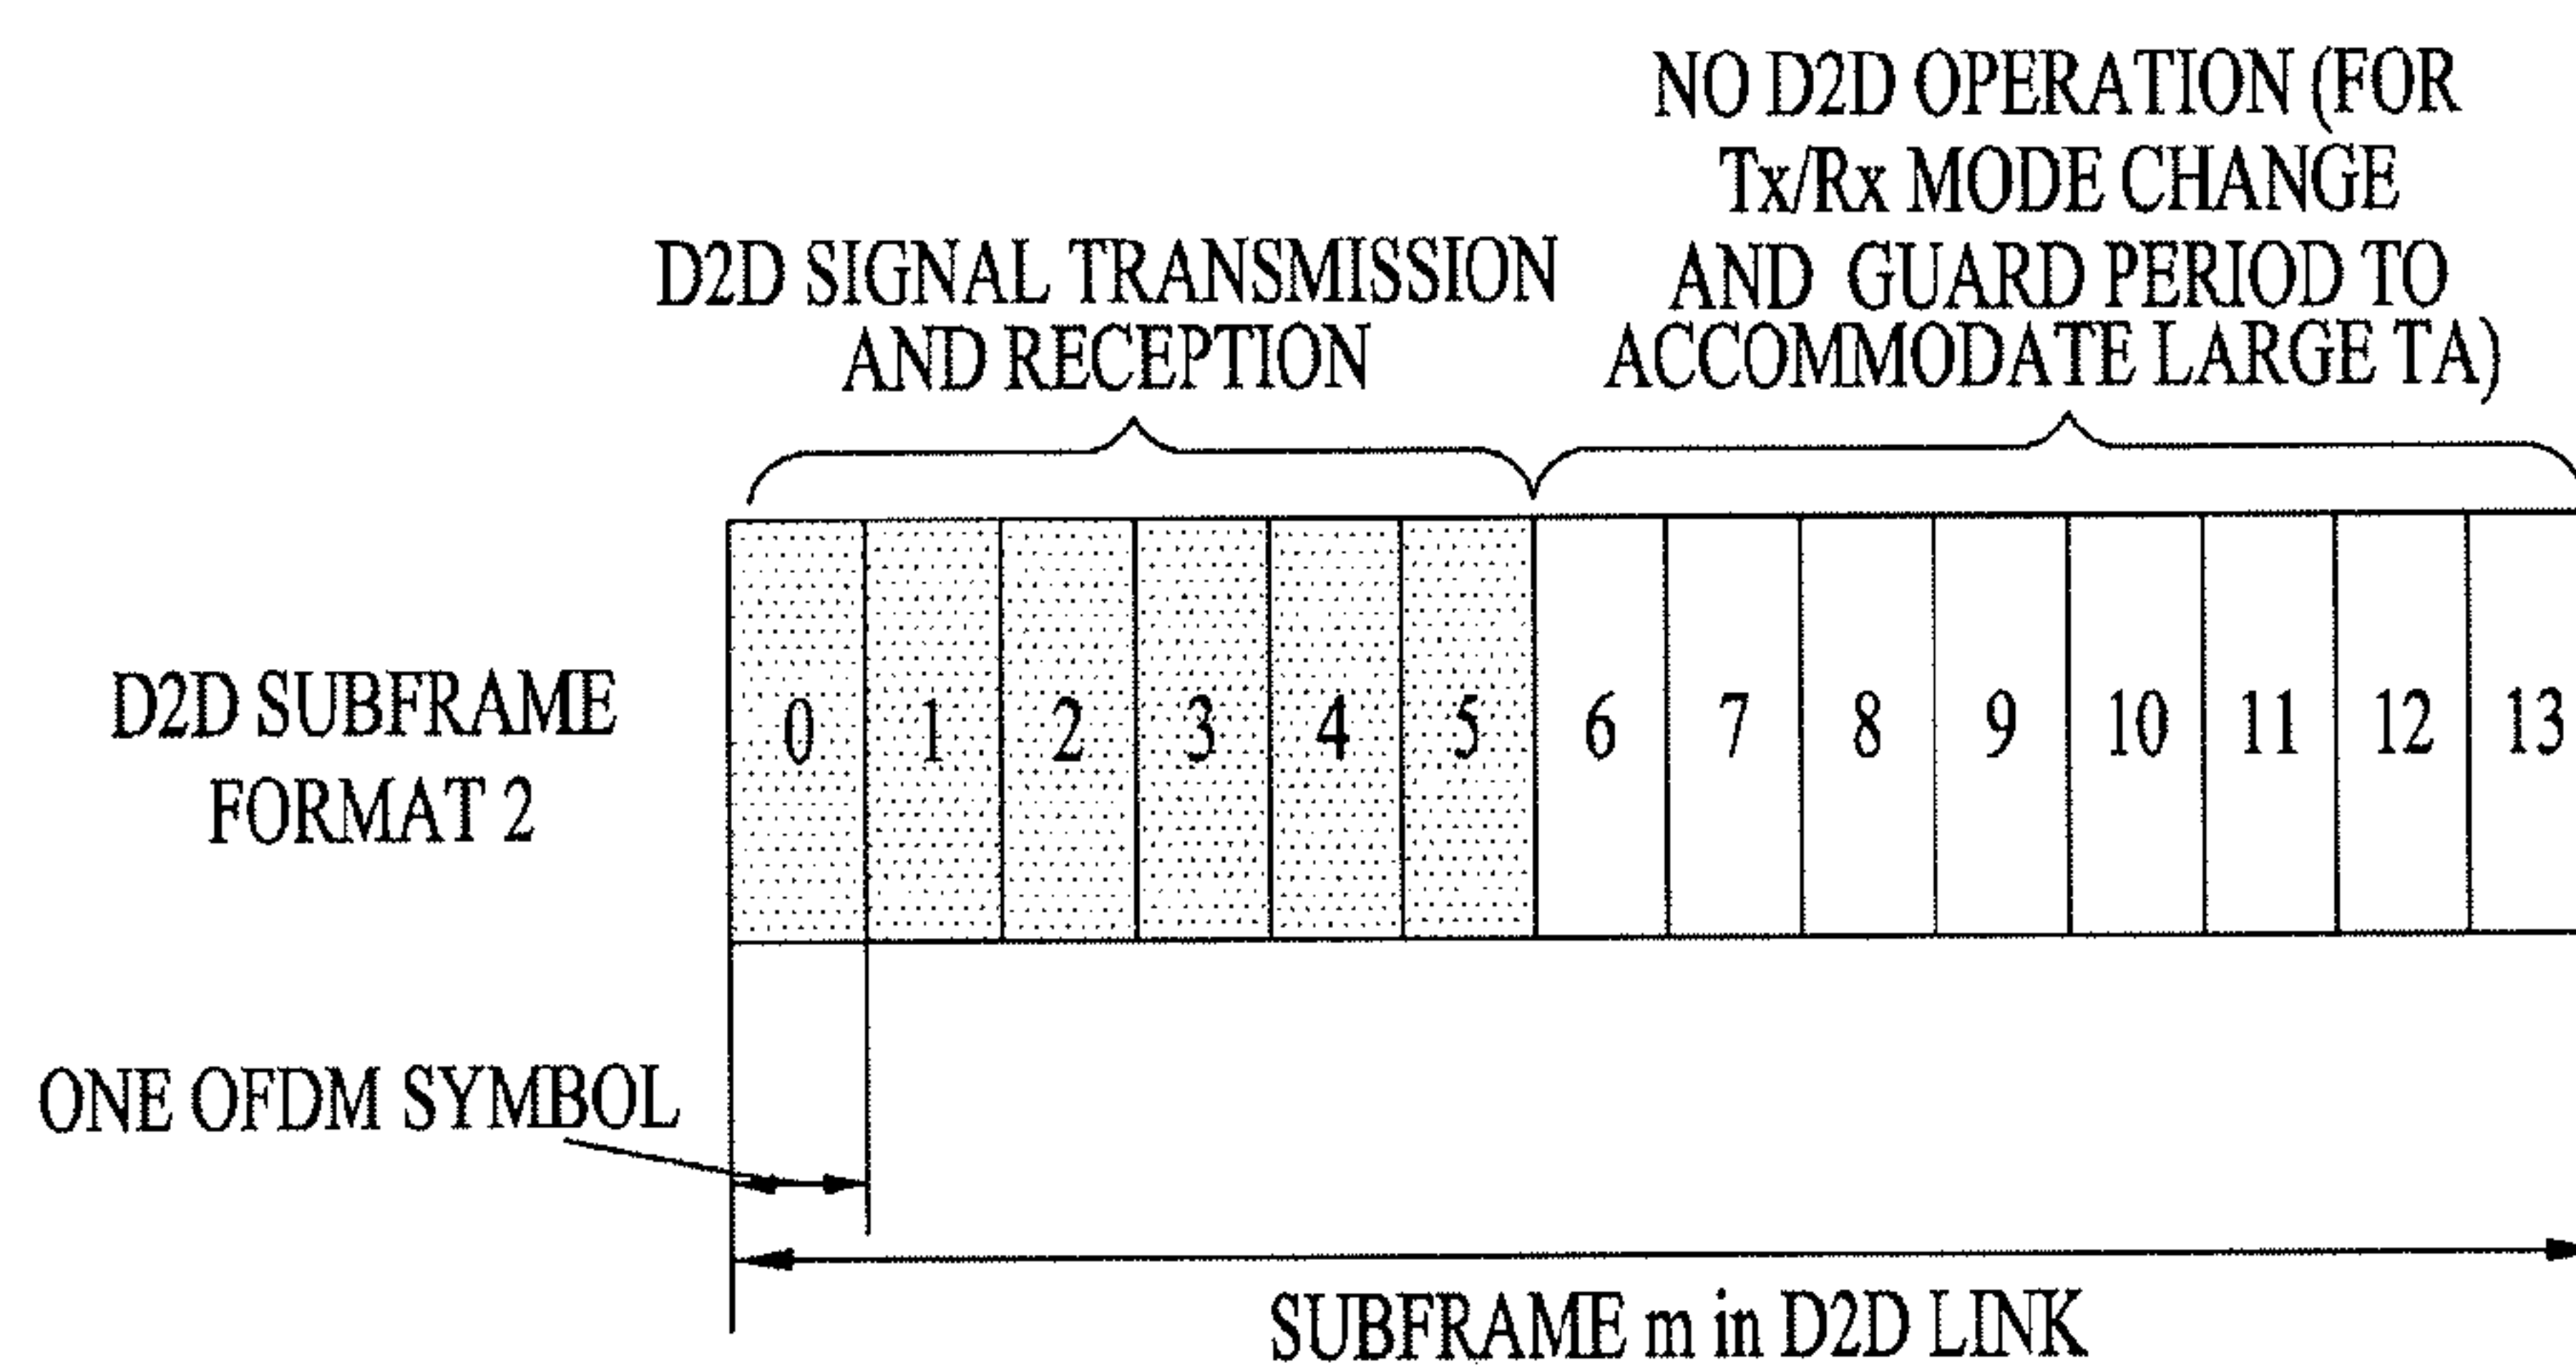 NO D2D OPERATION (FOR
Tx/Rx MODE CHANGE
AND GUARD PERIOD TO
ACCOMMODATE LARGE TA)
D2D SIGNAL TRANSMISSION
AND RECEPTION
D2D SUBFRAME
FORMAT 2
0 1 2 3 4 5 6 7 8 9 10 11 12 13
ONE OFDM SYMBOL
SUBFRAME m in D2D LINK